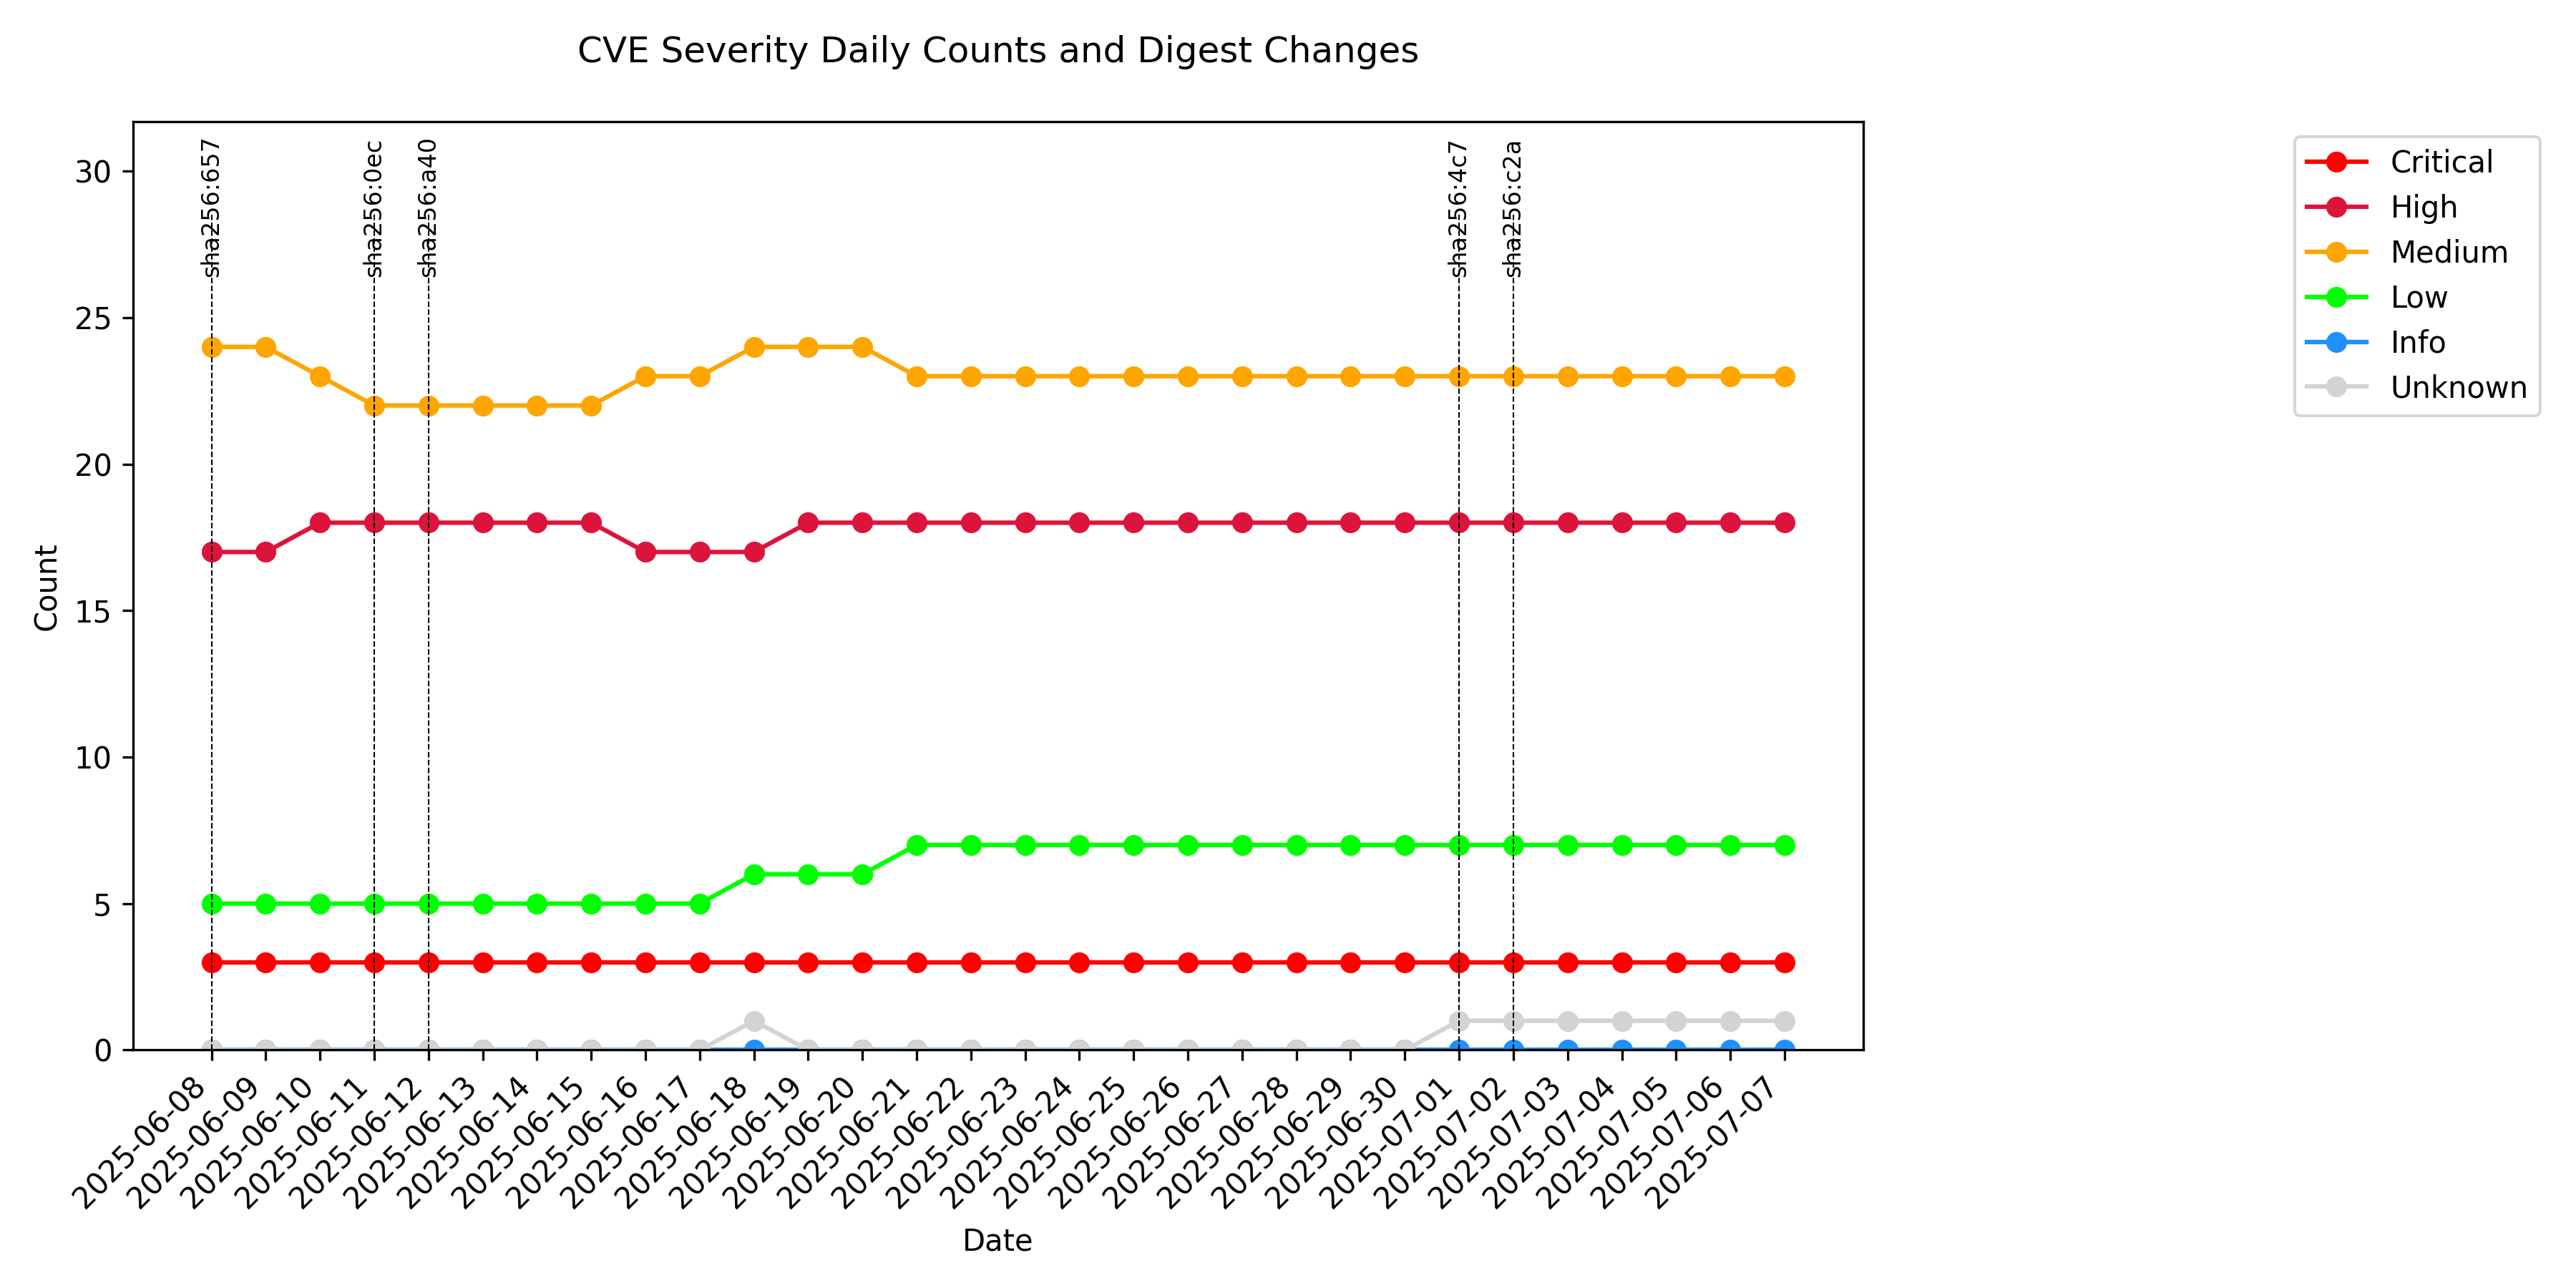 CVE Severity Daily Counts and Digest Changes
sha256:657
sha256:0ec
sha256:a40
sha256:4c7
sha256:c2a
Critical
High
Medium
Low
Info
Unknown
Count
30
25
20
15
10
5
0
2025-06-08
2025-06-09
2025-06-10
2025-06-11
2025-06-12
2025-06-13
2025-06-14
2025-06-15
2025-06-16
2025-06-17
2025-06-18
2025-06-19
2025-06-20
2025-06-21
2025-06-22
2025-06-23
2025-06-24
2025-06-25
2025-06-26
2025-06-27
2025-06-28
2025-06-29
2025-06-30
2025-07-01
2025-07-02
2025-07-03
2025-07-04
2025-07-05
2025-07-06
2025-07-07
Date